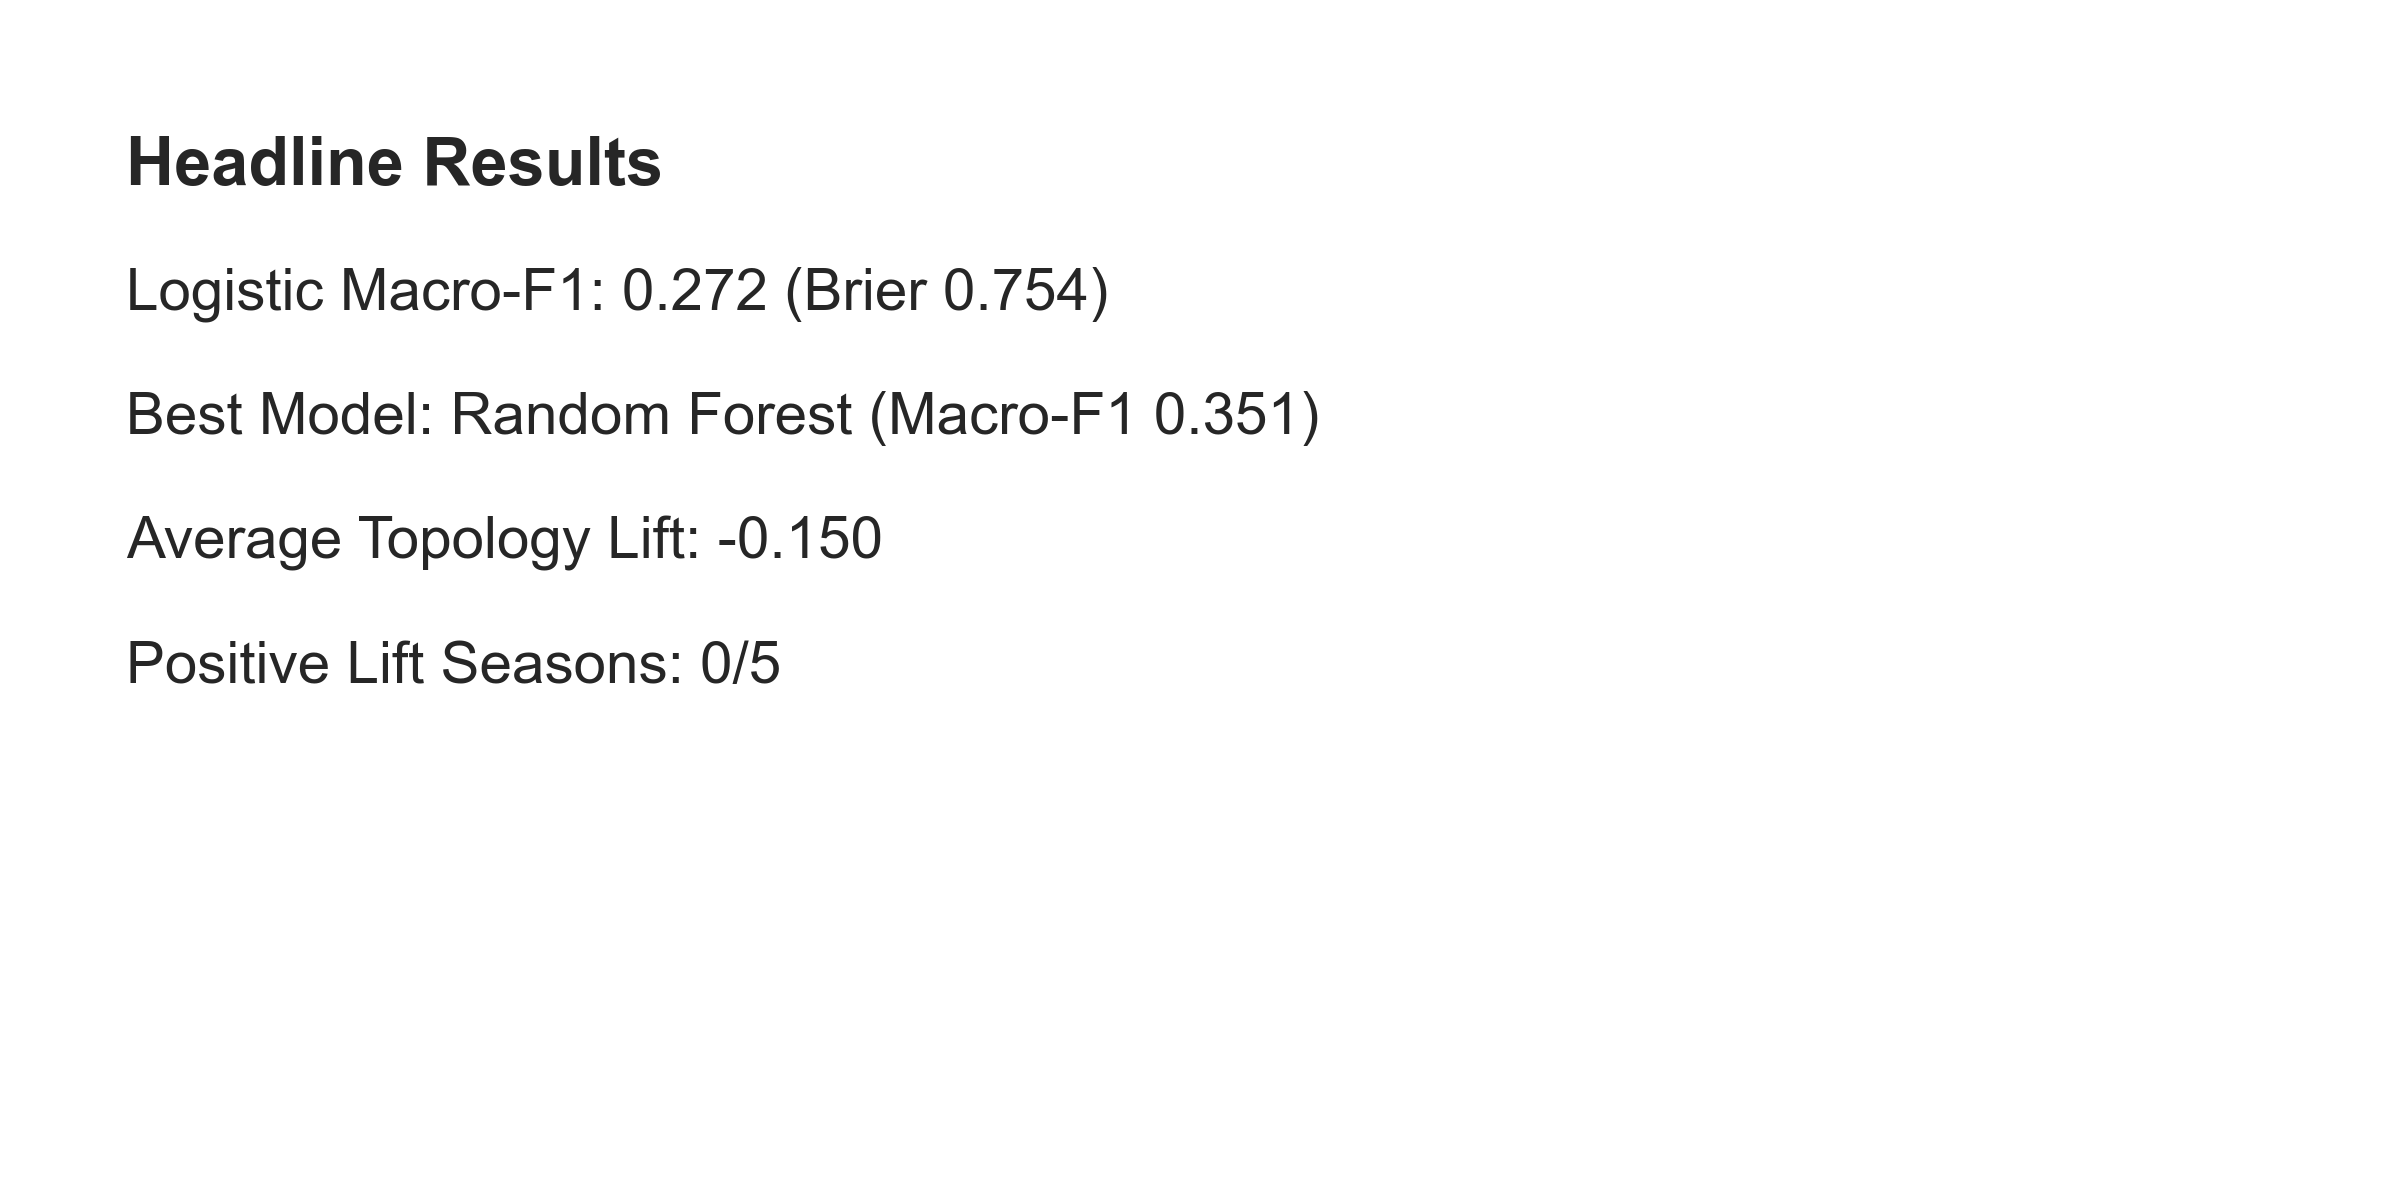 Headline Results
Logistic Macro-F1: 0.272 (Brier 0.754)
Best Model: Random Forest (Macro-F1 0.351)
Average Topology Lift: -0.150
Positive Lift Seasons: 0/5